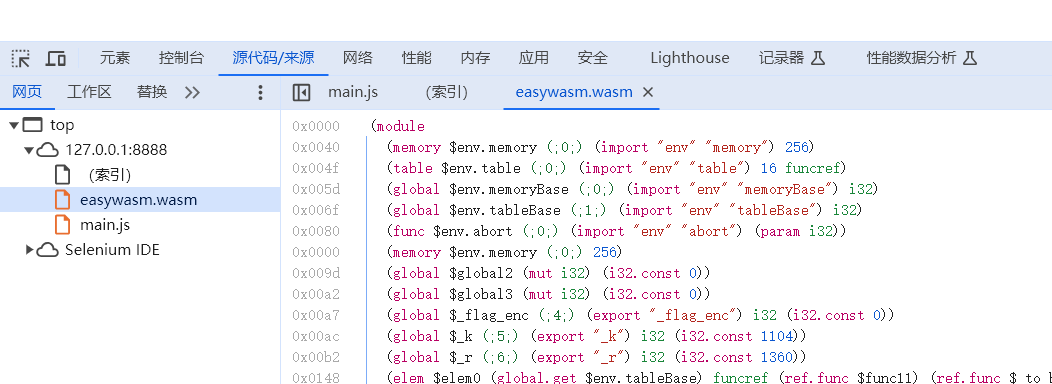 元素 控制台 源代码/来源 网络 性能 内存 应用 安全 Lighthouse 记录器 性能数据分析
网页 工作区 替换 main.js (索引) easywasm.wasm
top
127.0.0.1:8888
(索引)
easywasm.wasm
main.js
Selenium IDE
0x0000 (module
0x0040 (memory $env.memory (;0;) (import "env" "memory") 256)
0x004f (table $env.table (;0;) (import "env" "table") 16 funcref)
0x005d (global $env.memoryBase (;0;) (import "env" "memoryBase") i32)
0x006f (global $env.tableBase (;1;) (import "env" "tableBase") i32)
0x0080 (func $env.abort (;0;) (import "env" "abort") (param i32))
0x0000 (memory $env.memory (;0;) 256)
0x009d (global $global2 (mut i32) (i32.const 0))
0x00a2 (global $global3 (mut i32) (i32.const 0))
0x00a7 (global $_flag_enc (;4;) (export "_flag_enc") i32 (i32.const 0))
0x00ac (global $_k (;5;) (export "_k") i32 (i32.const 1104))
0x00b2 (global $_r (;6;) (export "_r") i32 (i32.const 1360))
0x0148 (elem $elem0 (global.get $env.tableBase) funcref (ref.func $func11) (ref.func $